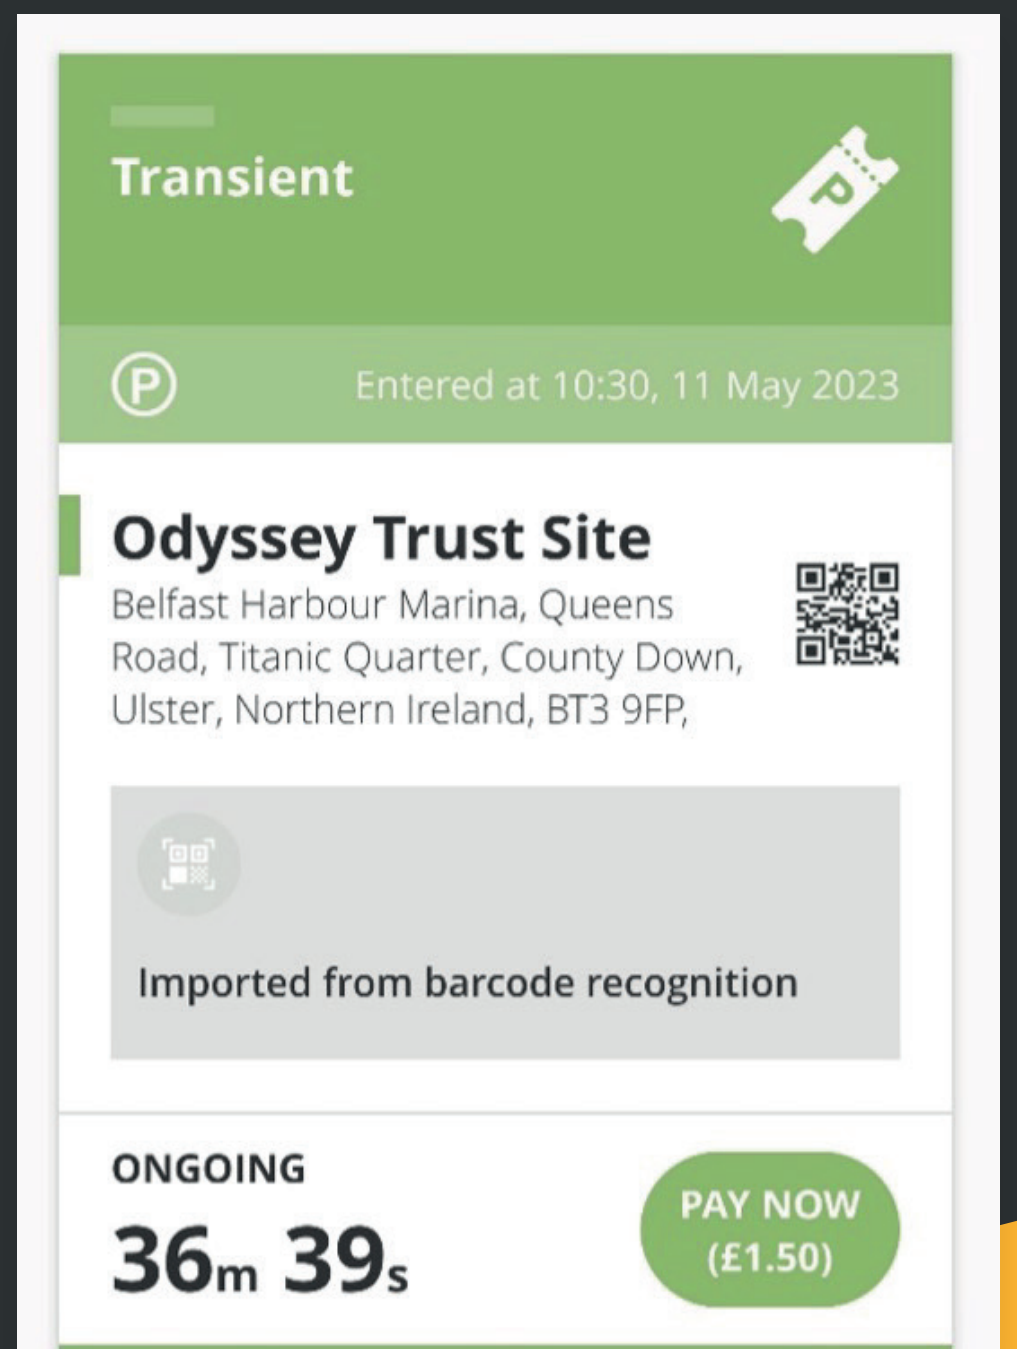 Transient
P
P
Entered at 10:30, 11 May 2023
Odyssey Trust Site
Belfast Harbour Marina, Queens
Road, Titanic Quarter, County Down,
Ulster, Northern Ireland, BT3 9FP,
Imported from barcode recognition
ONGOING
36m 39s
PAY NOW
(£1.50)